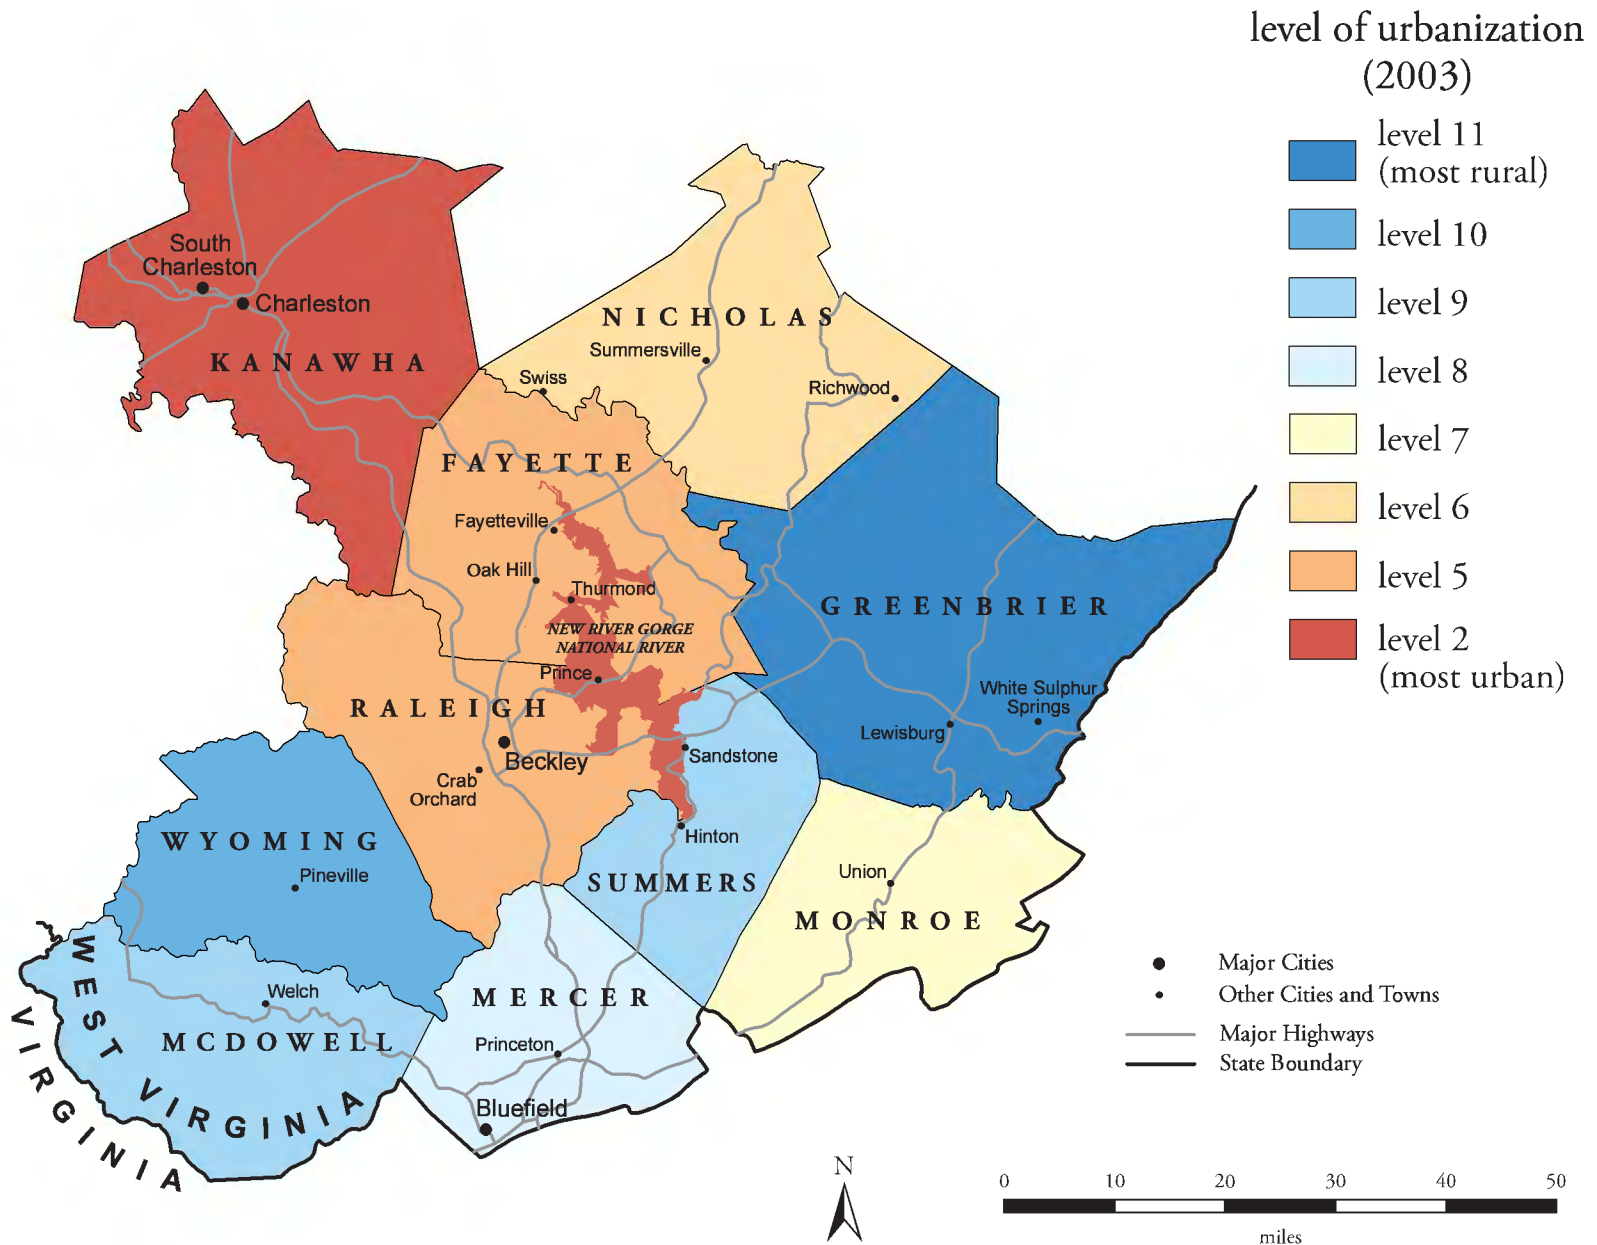 level of urbanization
(2003)
level 11
(most rural)
level 10
level 9
level 8
level 7
level 6
level 5
level 2
(most urban)
South
Charleston
Charleston
KANAWHA
NICHOLAS
Summersville
Swiss
Richwood
FAYETTE
Fayetteville
Oak Hill
Thurmond
NEW RIVER GORGE
NATIONAL RIVER
Prince
GREENBRIER
White Sulphur
Springs
Lewisburg
RALEIGH
Beckley
Crab
Orchard
Sandstone
Hinton
SUMMERS
WYOMING
Pineville
Union
MONROE
MERCER
Princeton
Bluefield
Welch
MCDOWELL
WEST VIRGINIA
VIRGINIA
Major Cities
Other Cities and Towns
Major Highways
State Boundary
N
0 10 20 30 40 50
miles